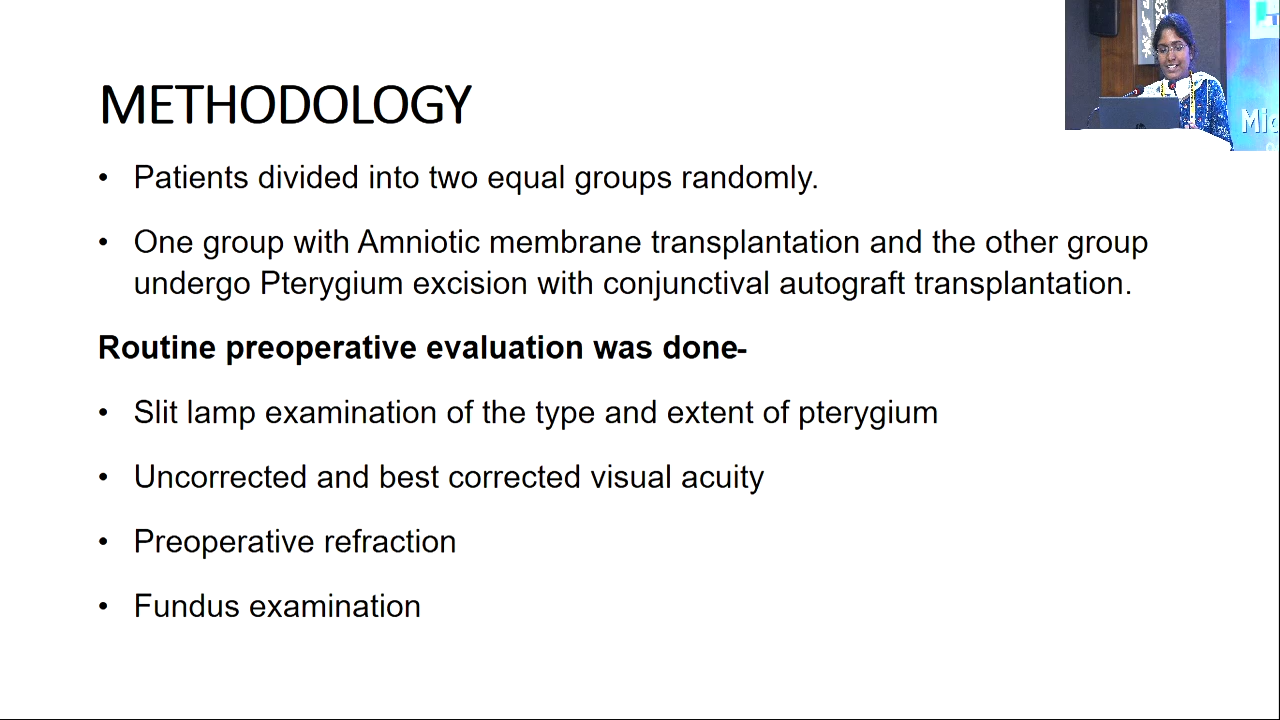 METHODOLOGY
• Patients divided into two equal groups randomly.
• One group with Amniotic membrane transplantation and the other group
undergo Pterygium excision with conjunctival autograft transplantation.
Routine preoperative evaluation was done-
• Slit lamp examination of the type and extent of pterygium
• Uncorrected and best corrected visual acuity
• Preoperative refraction
• Fundus examination